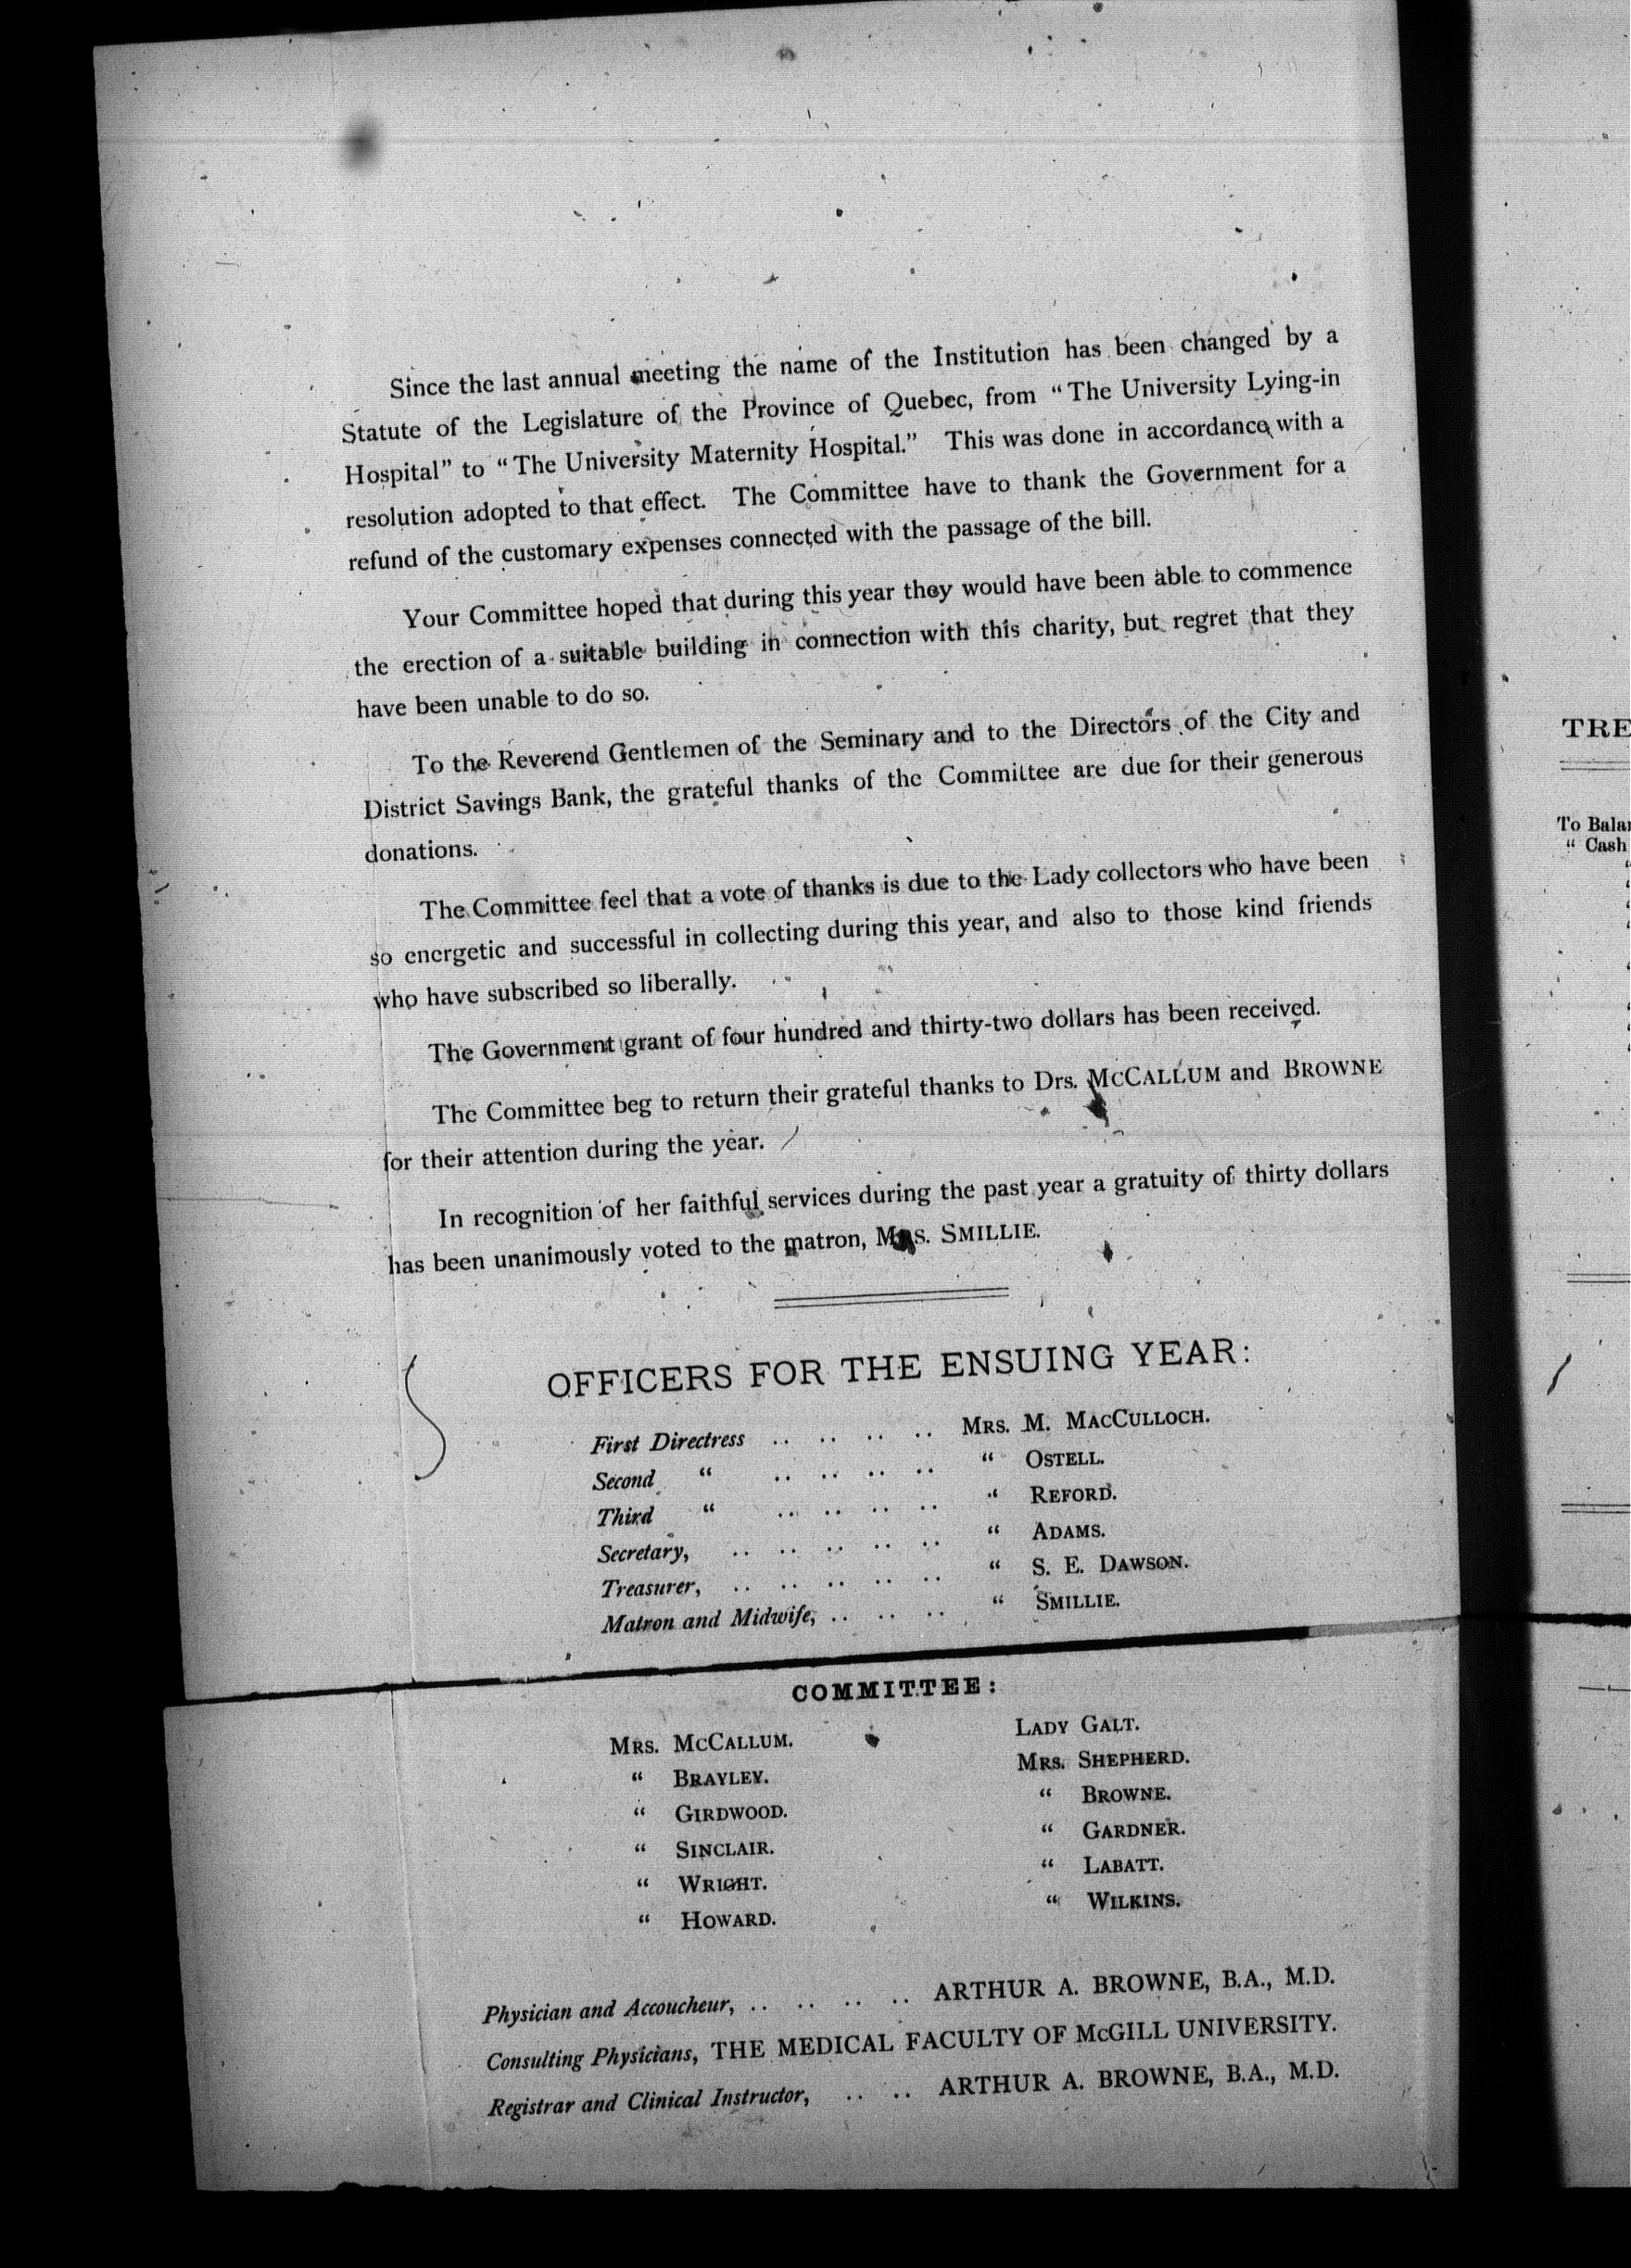 Since the last annual meeting the name of the Institution has been changed by a
Statute of the Legislature of the Province of Quebec, from “The University Lying-in
Hospital” to “The University Maternity Hospital.” This was done in accordance with a
resolution adopted to that effect. The Committee have to thank the Government for a
refund of the customary expenses connected with the passage of the bill.
Your Committee hoped that during this year they would have been able to commence
the erection of a suitable building in connection with this charity, but regret that they
have been unable to do so.
To the Reverend Gentlemen of the Seminary and to the Directors of the City and
District Savings Bank, the grateful thanks of the Committee are due for their generous
donations.
The Committee feel that a vote of thanks is due to the Lady collectors who have been
so energetic and successful in collecting during this year, and also to those kind friends
who have subscribed so liberally.
The Government grant of four hundred and thirty-two dollars has been received.
The Committee beg to return their grateful thanks to Drs. McCALLUM and BROWNE
for their attention during the year.
In recognition of her faithful services during the past year a gratuity of thirty dollars
has been unanimously voted to the matron, MRS. SMILLIE.
OFFICERS FOR THE ENSUING YEAR:
First Directress .. .. .. .. MRS. M. MACCULLOCH.
Second “ .. .. .. .. “ OSTELL.
Third “ .. .. .. .. “ REFORD.
Secretary, .. .. .. .. .. “ ADAMS.
Treasurer, .. .. .. .. .. “ S. E. DAWSON.
Matron and Midwife, .. .. .. “ SMILLIE.
COMMITTEE:
MRS. MCCALLUM.
“ BRAYLEY.
“ GIRDWOOD.
“ SINCLAIR.
“ WRIGHT.
“ HOWARD.
LADY GALT.
MRS. SHEPHERD.
“ BROWNE.
“ GARDNER.
“ LABATT.
“ WILKINS.
Physician and Accoucheur, .. .. .. .. ARTHUR A. BROWNE, B.A., M.D.
Consulting Physicians, THE MEDICAL FACULTY OF McGILL UNIVERSITY.
Registrar and Clinical Instructor, .. .. ARTHUR A. BROWNE, B.A., M.D.
TRE
To Bala
“ Cash